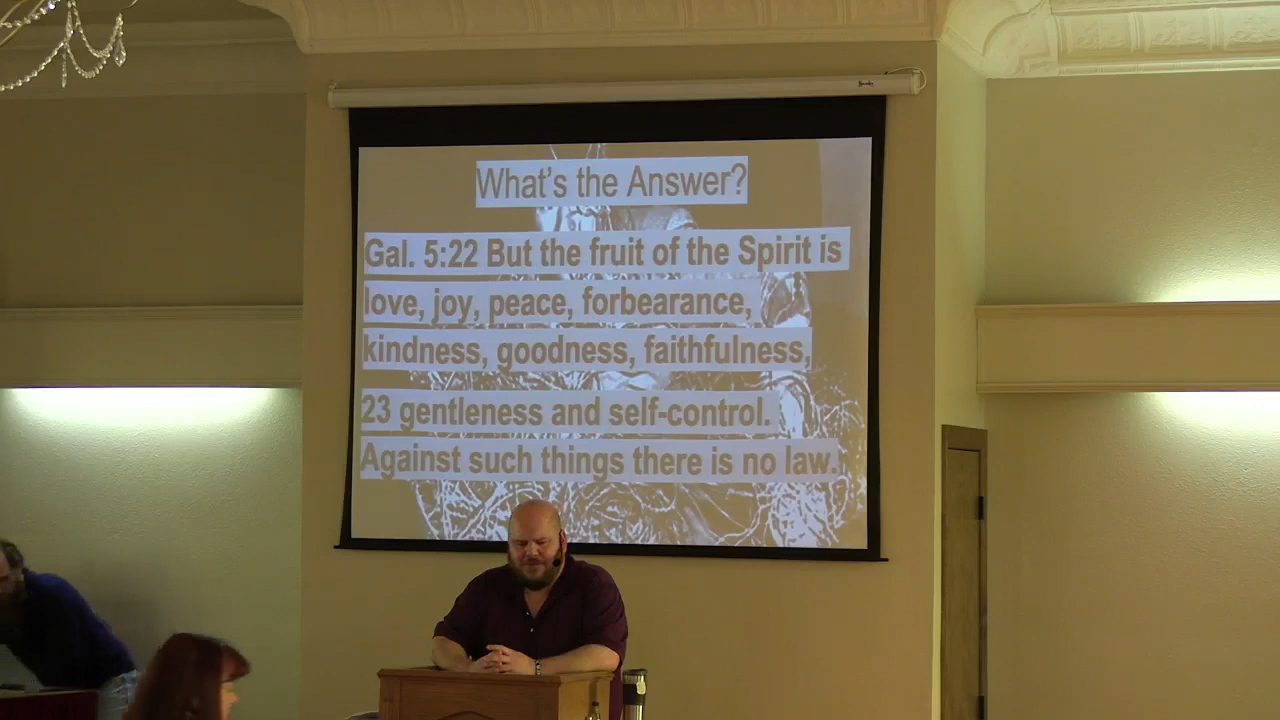 What's the Answer?
Gal. 5:22 But the fruit of the Spirit is
love, joy, peace, forbearance,
kindness, goodness, faithfulness,
23 gentleness and self-control.
Against such things there is no law.